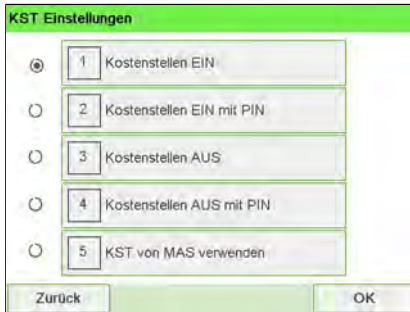 KST Einstellungen
1 Kostenstellen EIN
2 Kostenstellen EIN mit PIN
3 Kostenstellen AUS
4 Kostenstellen AUS mit PIN
5 KST von MAS verwenden
Zurück OK